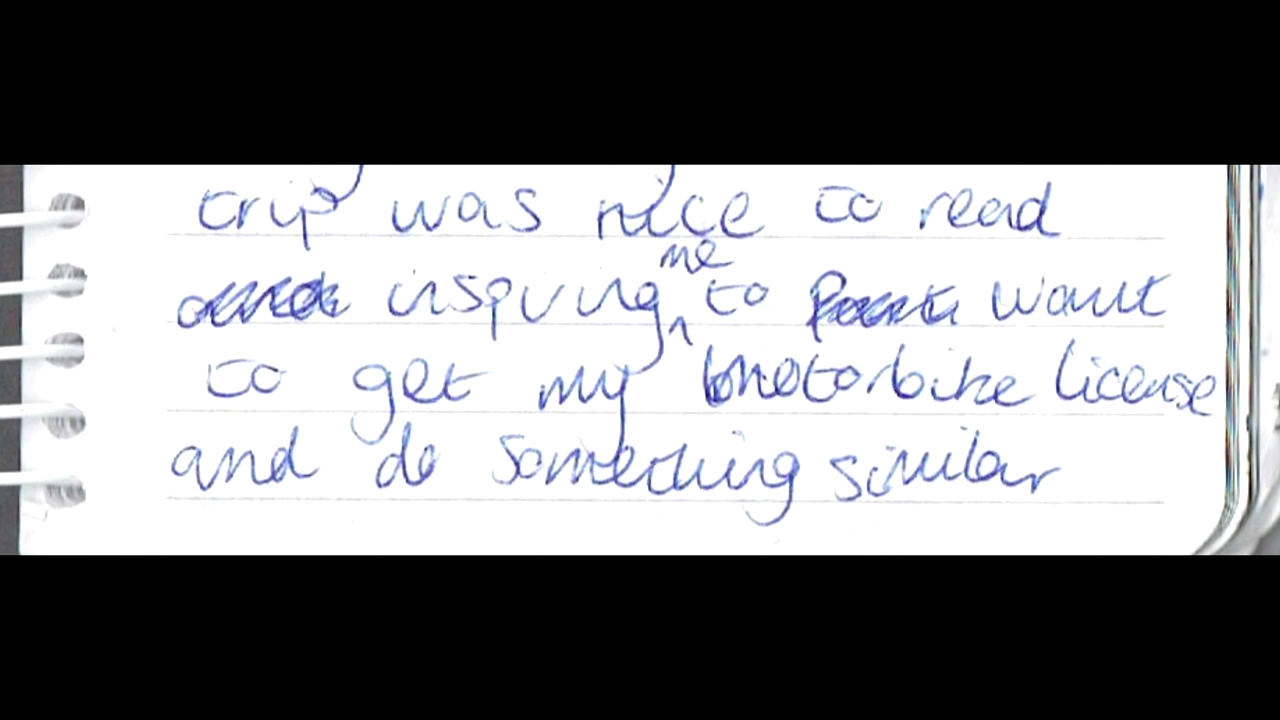 trip was nice to read
inspiring me to want
to get my motorbike license
and do something similar